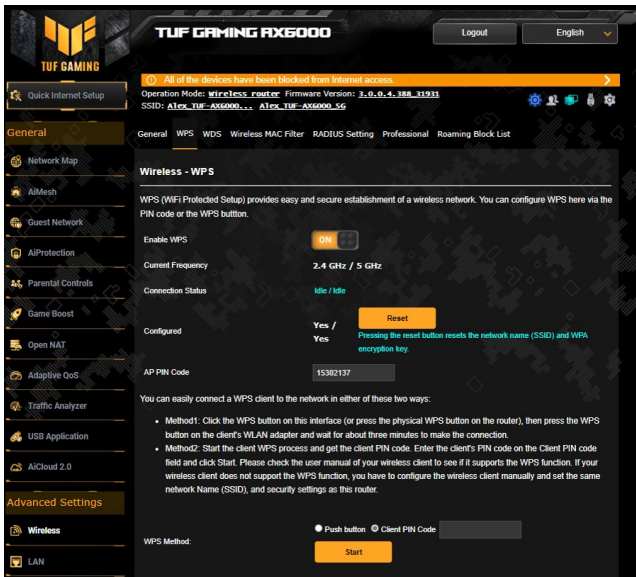 TUF GAMING
TUF GAMING AX6000
Logout
English
All of the devices have been blocked from Internet access.
Quick Internet Setup
Operation Mode: Wireless router Firmware Version: 3.0.0.4.388_31931
SSID: Alex_TUF-AX6000... Alex_TUF-AX6000_5G
General
Network Map
AiMesh
Guest Network
AiProtection
Parental Controls
Game Boost
Open NAT
Adaptive QoS
Traffic Analyzer
USB Application
AiCloud 2.0
Advanced Settings
Wireless
LAN
General WPS WDS Wireless MAC Filter RADIUS Setting Professional Roaming Block List
Wireless - WPS
WPS (WiFi Protected Setup) provides easy and secure establishment of a wireless network. You can configure WPS here via the
PIN code or the WPS buttton.
Enable WPS ON
Current Frequency 2.4 GHz / 5 GHz
Connection Status Idle / Idle
Configured Yes /
Yes
Reset
Pressing the reset button resets the network name (SSID) and WPA
encryption key.
AP PIN Code 15302137
You can easily connect a WPS client to the network in either of these two ways:
• Method1: Click the WPS button on this interface (or press the physical WPS button on the router), then press the WPS
button on the client's WLAN adapter and wait for about three minutes to make the connection.
• Method2: Start the client WPS process and get the client PIN code. Enter the client's PIN code on the Client PIN code
field and click Start. Please check the user manual of your wireless client to see if it supports the WPS function. If your
wireless client does not support the WPS function, you have to configure the wireless client manually and set the same
network Name (SSID), and security settings as this router.
WPS Method:
Push button Client PIN Code
Start